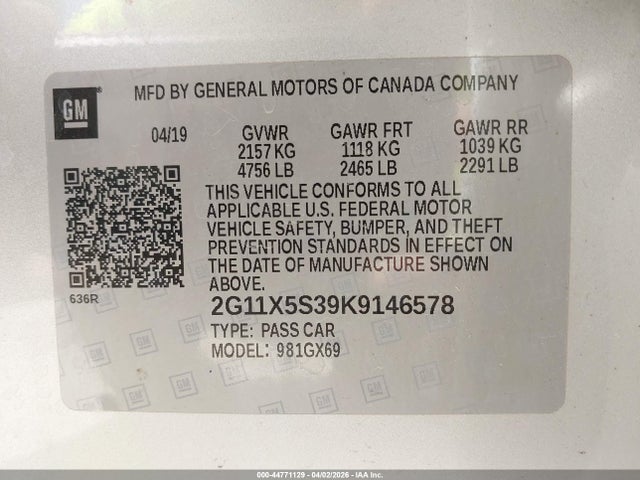 MFD BY GENERAL MOTORS OF CANADA COMPANY
GM
04/19 GVWR GAWR FRT GAWR RR
2157 KG 1118 KG 1039 KG
4756 LB 2465 LB 2291 LB
THIS VEHICLE CONFORMS TO ALL
APPLICABLE U.S. FEDERAL MOTOR
VEHICLE SAFETY, BUMPER, AND THEFT
PREVENTION STANDARDS IN EFFECT ON
THE DATE OF MANUFACTURE SHOWN
ABOVE.
636R
2G11X5S39K9146578
TYPE: PASS CAR
MODEL: 981GX69
000-44771129 - 04/02/2026 - IAA Inc.